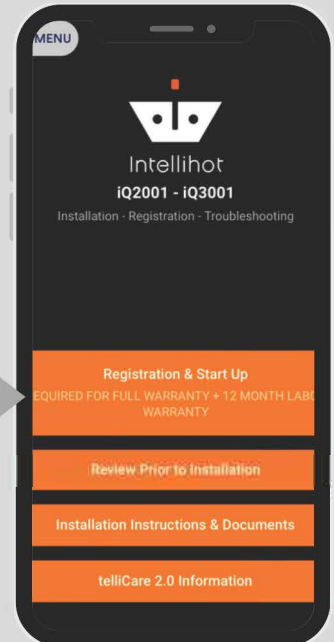 MENU
Intellihot
iQ2001 - iQ3001
Installation - Registration - Troubleshooting
Registration & Start Up
EQUIRED FOR FULL WARRANTY + 12 MONTH LABO
WARRANTY
Review Prior to Installation
Installation Instructions & Documents
telliCare 2.0 Information